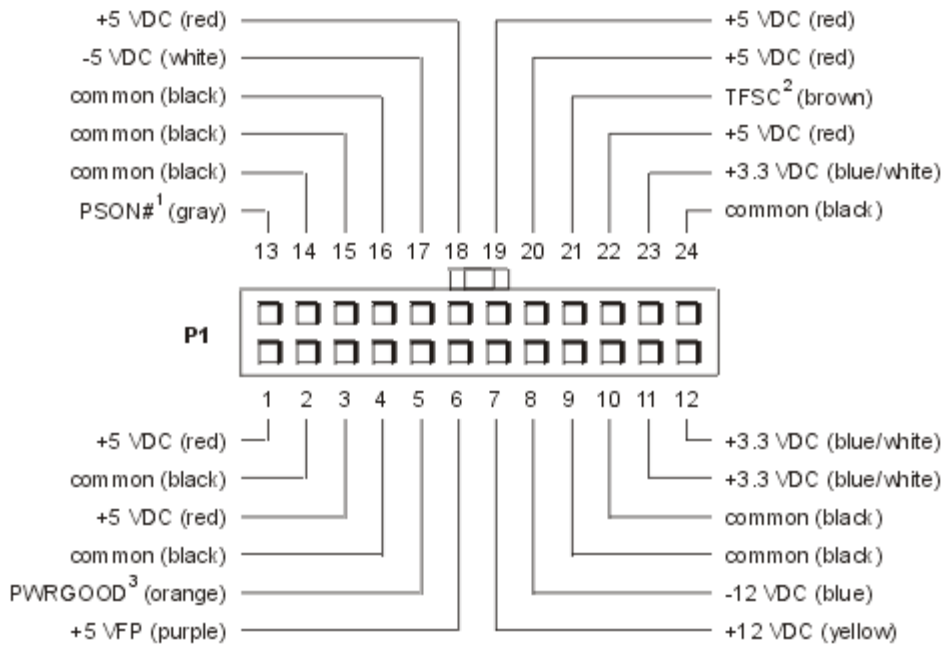 +5 VDC (red)
-5 VDC (white)
common (black)
common (black)
common (black)
PSON#1 (gray)
+5 VDC (red)
+5 VDC (red)
TFSC2 (brown)
+5 VDC (red)
+3.3 VDC (blue/white)
common (black)
13 14 15 16 17 18 19 20 21 22 23 24
P1
1 2 3 4 5 6 7 8 9 10 11 12
+5 VDC (red)
common (black)
+5 VDC (red)
common (black)
PWRGOOD3 (orange)
+5 VFP (purple)
+3.3 VDC (blue/white)
+3.3 VDC (blue/white)
common (black)
common (black)
-12 VDC (blue)
+12 VDC (yellow)